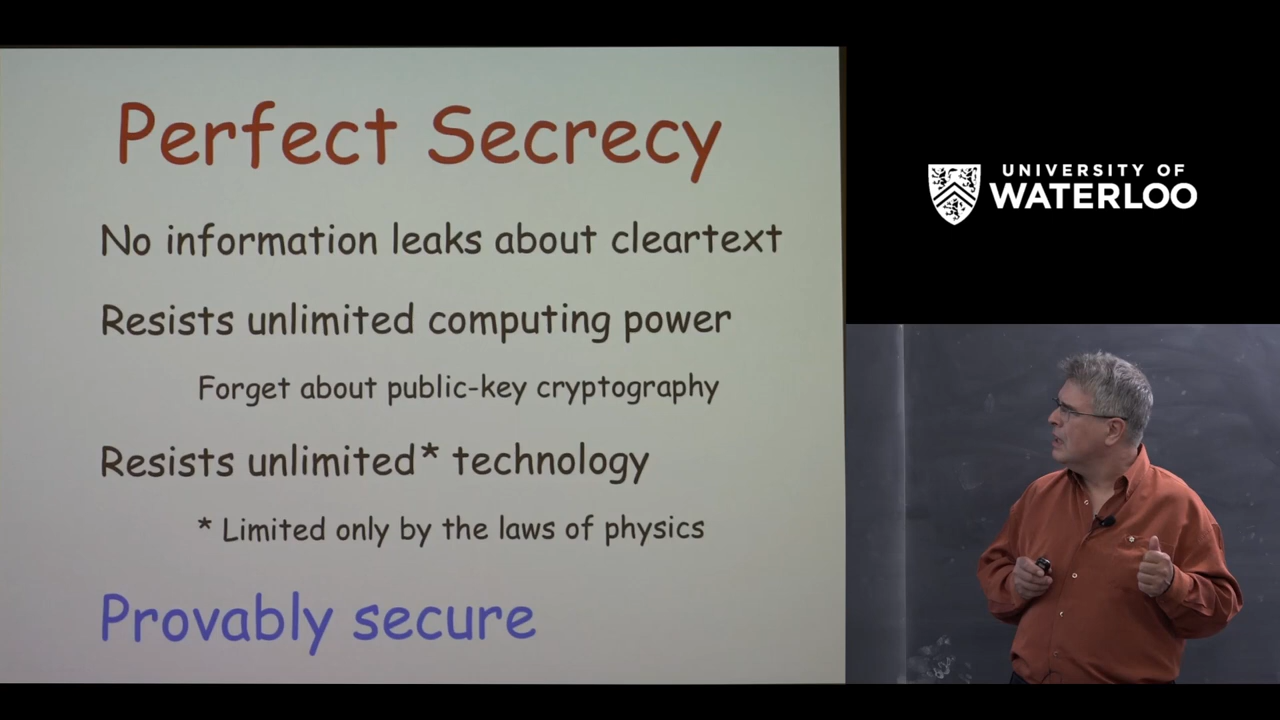 Perfect Secrecy
No information leaks about cleartext
Resists unlimited computing power
Forget about public-key cryptography
Resists unlimited* technology
* Limited only by the laws of physics
Provably secure
UNIVERSITY OF
WATERLOO